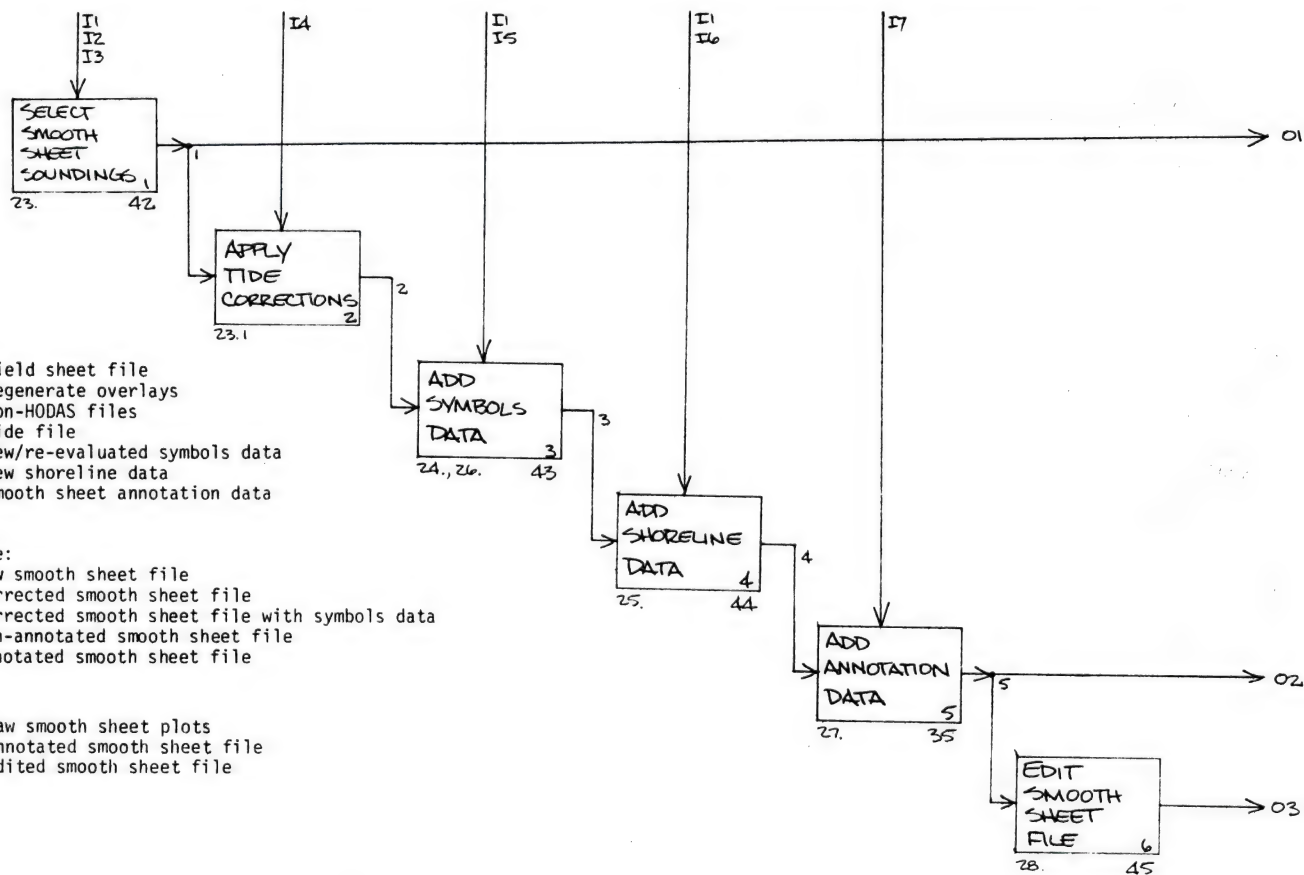 I1
I2
I3
I4
I1
I5
I1
I6
I7
SELECT
SMOOTH
SHEET
SOUNDINGS 1
23. 42
1
O1
APPLY
TIDE
CORRECTIONS
2
23.1
2
ADD
SYMBOLS
DATA
3
24., 26. 43
3
ADD
SHORELINE
DATA
4
25. 44
4
ADD
ANNOTATION
DATA
5
27. 35
5
O2
EDIT
SMOOTH
SHEET
FILE 6
28. 45
O3
ield sheet file
egenerate overlays
on-HODAS files
ide file
ew/re-evaluated symbols data
ew shoreline data
mooth sheet annotation data
e:
w smooth sheet file
rrected smooth sheet file
rrected smooth sheet file with symbols data
n-annotated smooth sheet file
notated smooth sheet file
aw smooth sheet plots
nnotated smooth sheet file
dited smooth sheet file